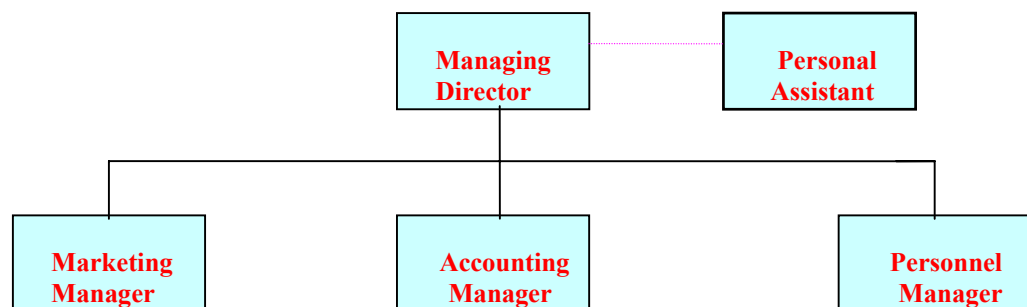 Managing
Director
Personal
Assistant
Marketing
Manager
Accounting
Manager
Personnel
Manager